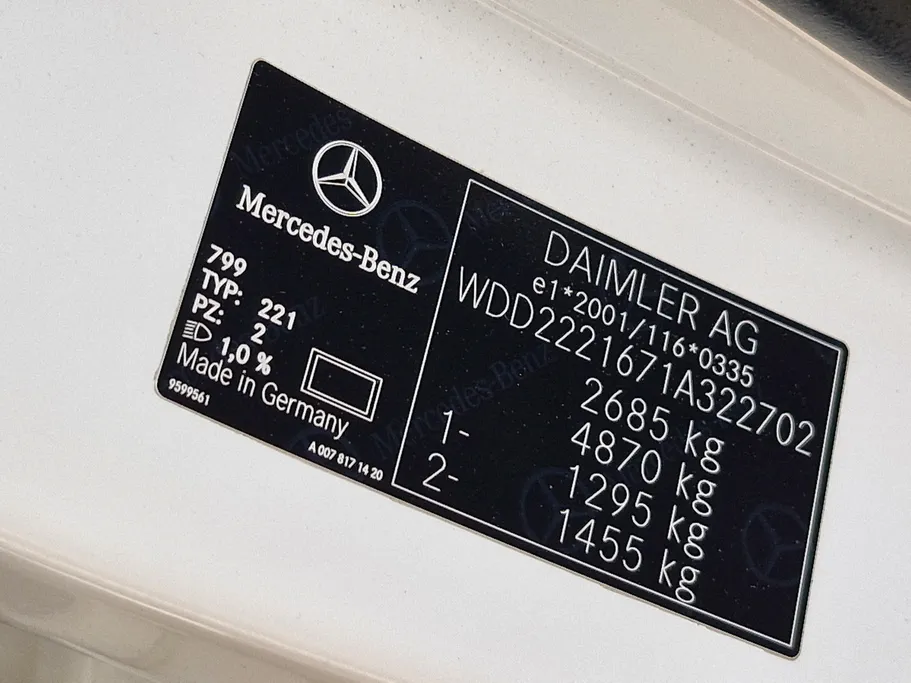 Mercedes-Benz
799
TYP: 221
PZ: 2
1,0 %
Made in Germany
9599561
A 007 817 14 20
DAIMLER AG
e1*2001/116*0335
WDD2221671A322702
2685 kg
4870 kg
1- 1295 kg
2- 1455 kg